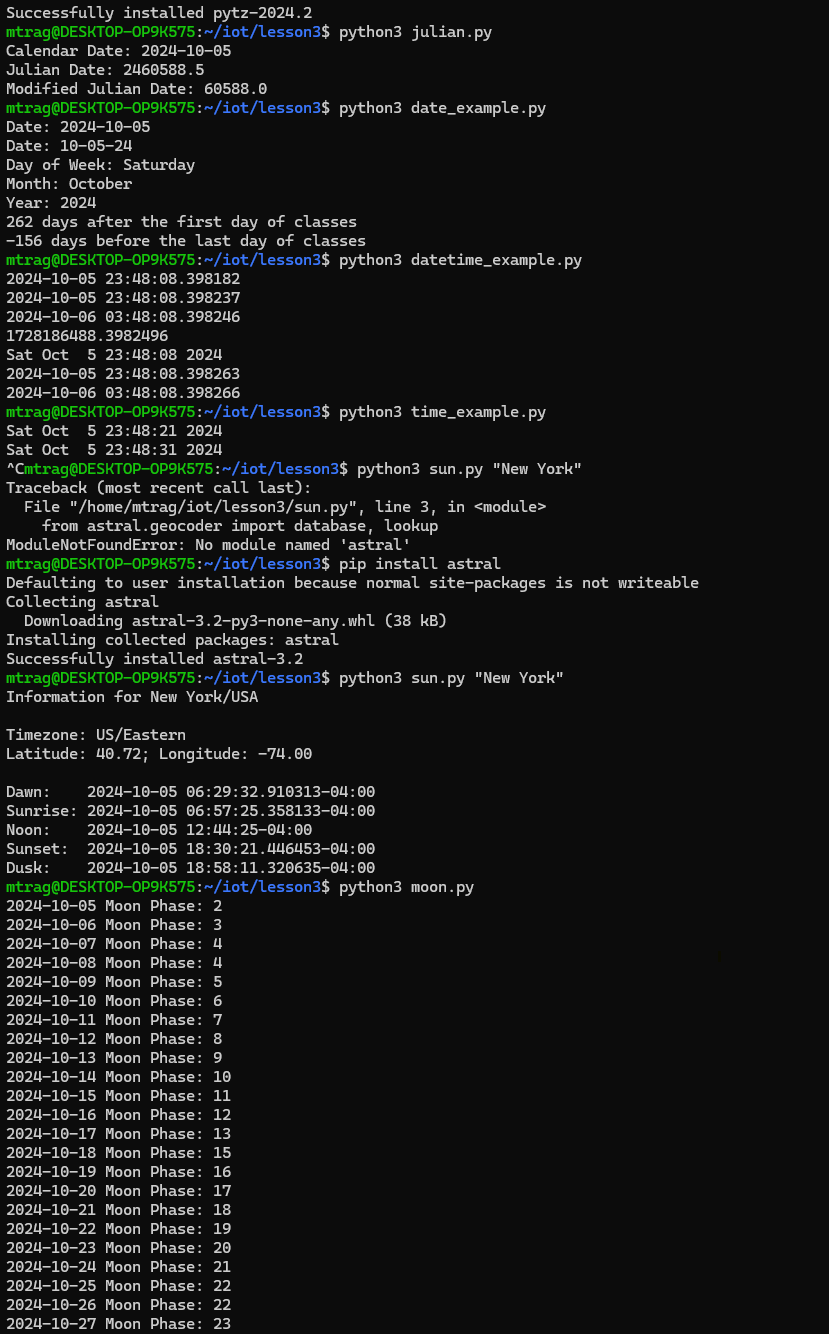 Successfully installed pytz-2024.2
mtrag@DESKTOP-OP9K575:~/iot/lesson3$ python3 julian.py
Calendar Date: 2024-10-05
Julian Date: 2460588.5
Modified Julian Date: 60588.0
mtrag@DESKTOP-OP9K575:~/iot/lesson3$ python3 date_example.py
Date: 2024-10-05
Date: 10-05-24
Day of Week: Saturday
Month: October
Year: 2024
262 days after the first day of classes
-156 days before the last day of classes
mtrag@DESKTOP-OP9K575:~/iot/lesson3$ python3 datetime_example.py
2024-10-05 23:48:08.398182
2024-10-05 23:48:08.398237
2024-10-06 03:48:08.398246
1728186488.3982496
Sat Oct  5 23:48:08 2024
2024-10-05 23:48:08.398263
2024-10-06 03:48:08.398266
mtrag@DESKTOP-OP9K575:~/iot/lesson3$ python3 time_example.py
Sat Oct  5 23:48:21 2024
Sat Oct  5 23:48:31 2024
^Cmtrag@DESKTOP-OP9K575:~/iot/lesson3$ python3 sun.py "New York"
Traceback (most recent call last):
  File "/home/mtrag/iot/lesson3/sun.py", line 3, in <module>
    from astral.geocoder import database, lookup
ModuleNotFoundError: No module named 'astral'
mtrag@DESKTOP-OP9K575:~/iot/lesson3$ pip install astral
Defaulting to user installation because normal site-packages is not writeable
Collecting astral
  Downloading astral-3.2-py3-none-any.whl (38 kB)
Installing collected packages: astral
Successfully installed astral-3.2
mtrag@DESKTOP-OP9K575:~/iot/lesson3$ python3 sun.py "New York"
Information for New York/USA

Timezone: US/Eastern
Latitude: 40.72; Longitude: -74.00

Dawn:    2024-10-05 06:29:32.910313-04:00
Sunrise: 2024-10-05 06:57:25.358133-04:00
Noon:    2024-10-05 12:44:25-04:00
Sunset:  2024-10-05 18:30:21.446453-04:00
Dusk:    2024-10-05 18:58:11.320635-04:00
mtrag@DESKTOP-OP9K575:~/iot/lesson3$ python3 moon.py
2024-10-05 Moon Phase: 2
2024-10-06 Moon Phase: 3
2024-10-07 Moon Phase: 4
2024-10-08 Moon Phase: 4
2024-10-09 Moon Phase: 5
2024-10-10 Moon Phase: 6
2024-10-11 Moon Phase: 7
2024-10-12 Moon Phase: 8
2024-10-13 Moon Phase: 9
2024-10-14 Moon Phase: 10
2024-10-15 Moon Phase: 11
2024-10-16 Moon Phase: 12
2024-10-17 Moon Phase: 13
2024-10-18 Moon Phase: 15
2024-10-19 Moon Phase: 16
2024-10-20 Moon Phase: 17
2024-10-21 Moon Phase: 18
2024-10-22 Moon Phase: 19
2024-10-23 Moon Phase: 20
2024-10-24 Moon Phase: 21
2024-10-25 Moon Phase: 22
2024-10-26 Moon Phase: 22
2024-10-27 Moon Phase: 23